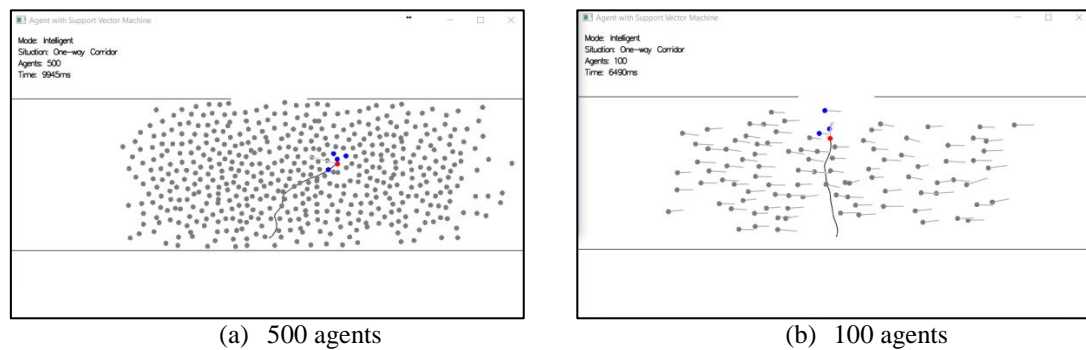 Agent with Support Vector Machine
Mode: Intelligent
Situation: One-way Corridor
Agents: 500
Time: 9945ms
(a) 500 agents
Agent with Support Vector Machine
Mode: Intelligent
Situation: One-way Corridor
Agents: 100
Time: 6490ms
(b) 100 agents